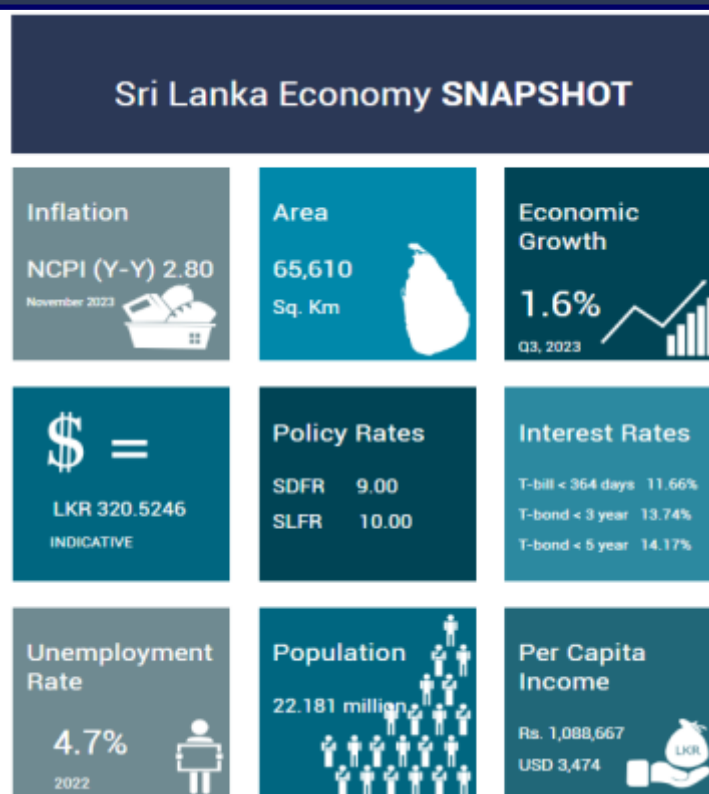 Sri Lanka Economy SNAPSHOT
Inflation
NCPI (Y-Y) 2.80
November 2023
Area
65,610
Sq. Km
Economic
Growth
1.6%
Q3, 2023
$ =
LKR 320.5246
INDICATIVE
Policy Rates
SDFR 9.00
SLFR 10.00
Interest Rates
T-bill < 364 days 11.66%
T-bond < 3 year 13.74%
T-bond < 5 year 14.17%
Unemployment
Rate
4.7%
2022
Population
22.181 million
Per Capita
Income
Rs. 1,088,667
USD 3,474
LKR